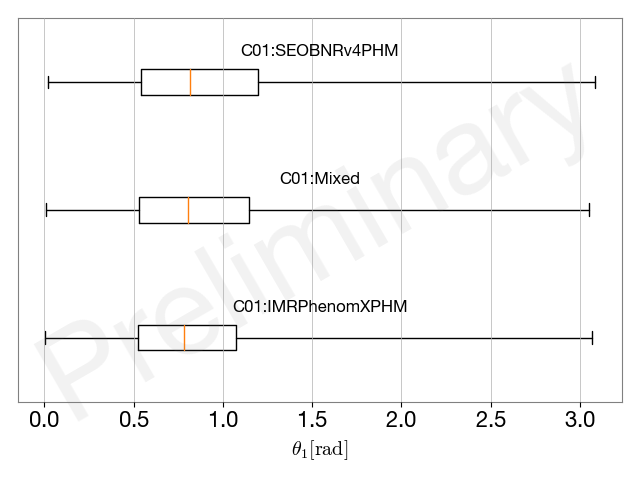 C01:SEOBNRv4PHM
C01:Mixed
C01:IMRPhenomXPHM
Preliminary
0.0 0.5 1.0 1.5 2.0 2.5 3.0
θ₁[rad]